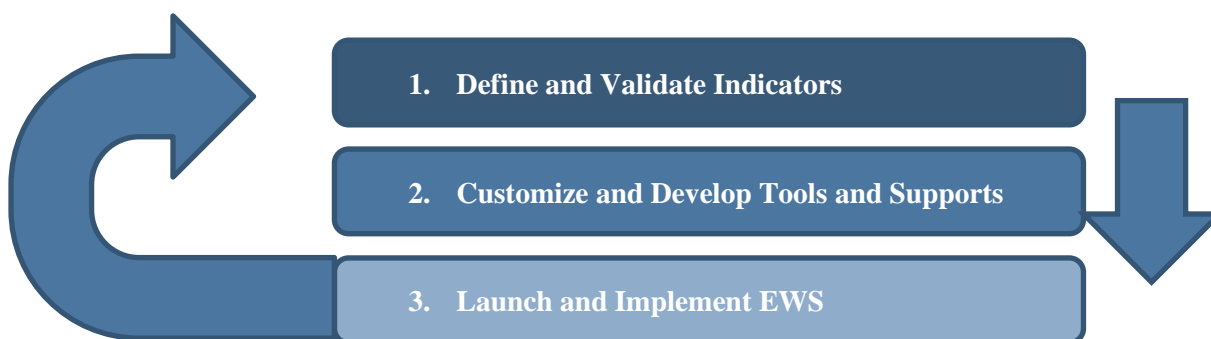 1. Define and Validate Indicators
2. Customize and Develop Tools and Supports
3. Launch and Implement EWS